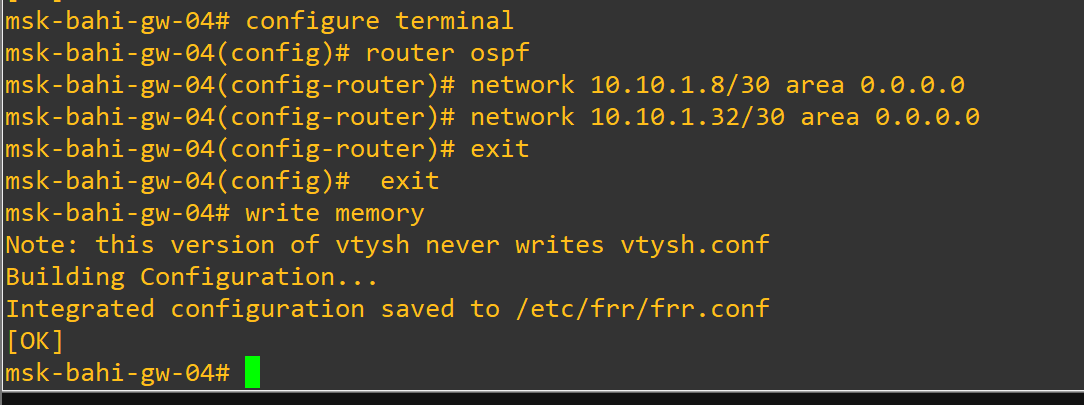 msk-bahi-gw-04# configure terminal
msk-bahi-gw-04(config)# router ospf
msk-bahi-gw-04(config-router)# network 10.10.1.8/30 area 0.0.0.0
msk-bahi-gw-04(config-router)# network 10.10.1.32/30 area 0.0.0.0
msk-bahi-gw-04(config-router)# exit
msk-bahi-gw-04(config)#  exit
msk-bahi-gw-04# write memory
Note: this version of vtysh never writes vtysh.conf
Building Configuration...
Integrated configuration saved to /etc/frr/frr.conf
[OK]
msk-bahi-gw-04#